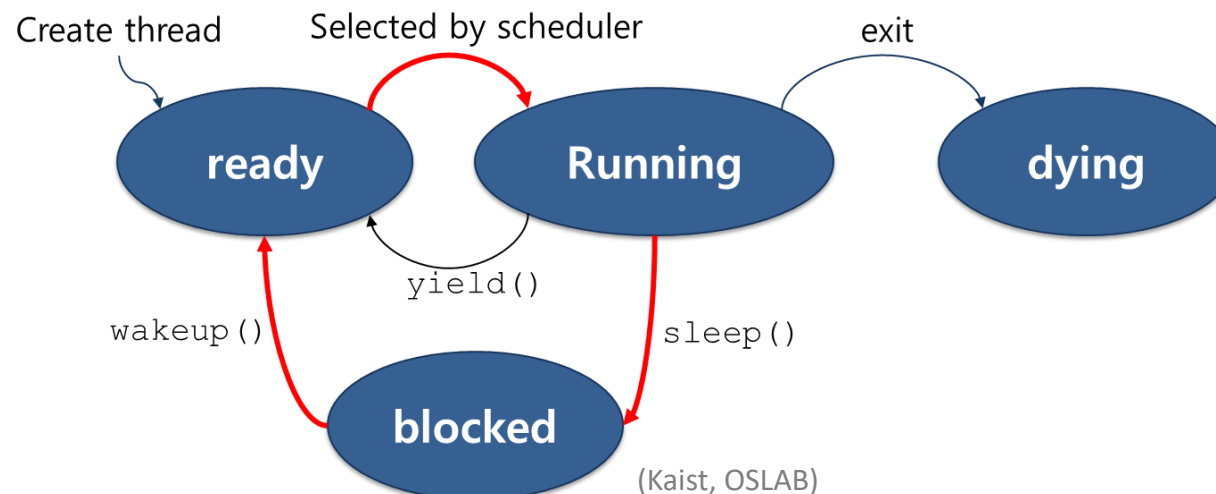 Create thread
Selected by scheduler
exit
ready
Running
dying
yield()
wakeup()
sleep()
blocked
(Kaist, OSLAB)